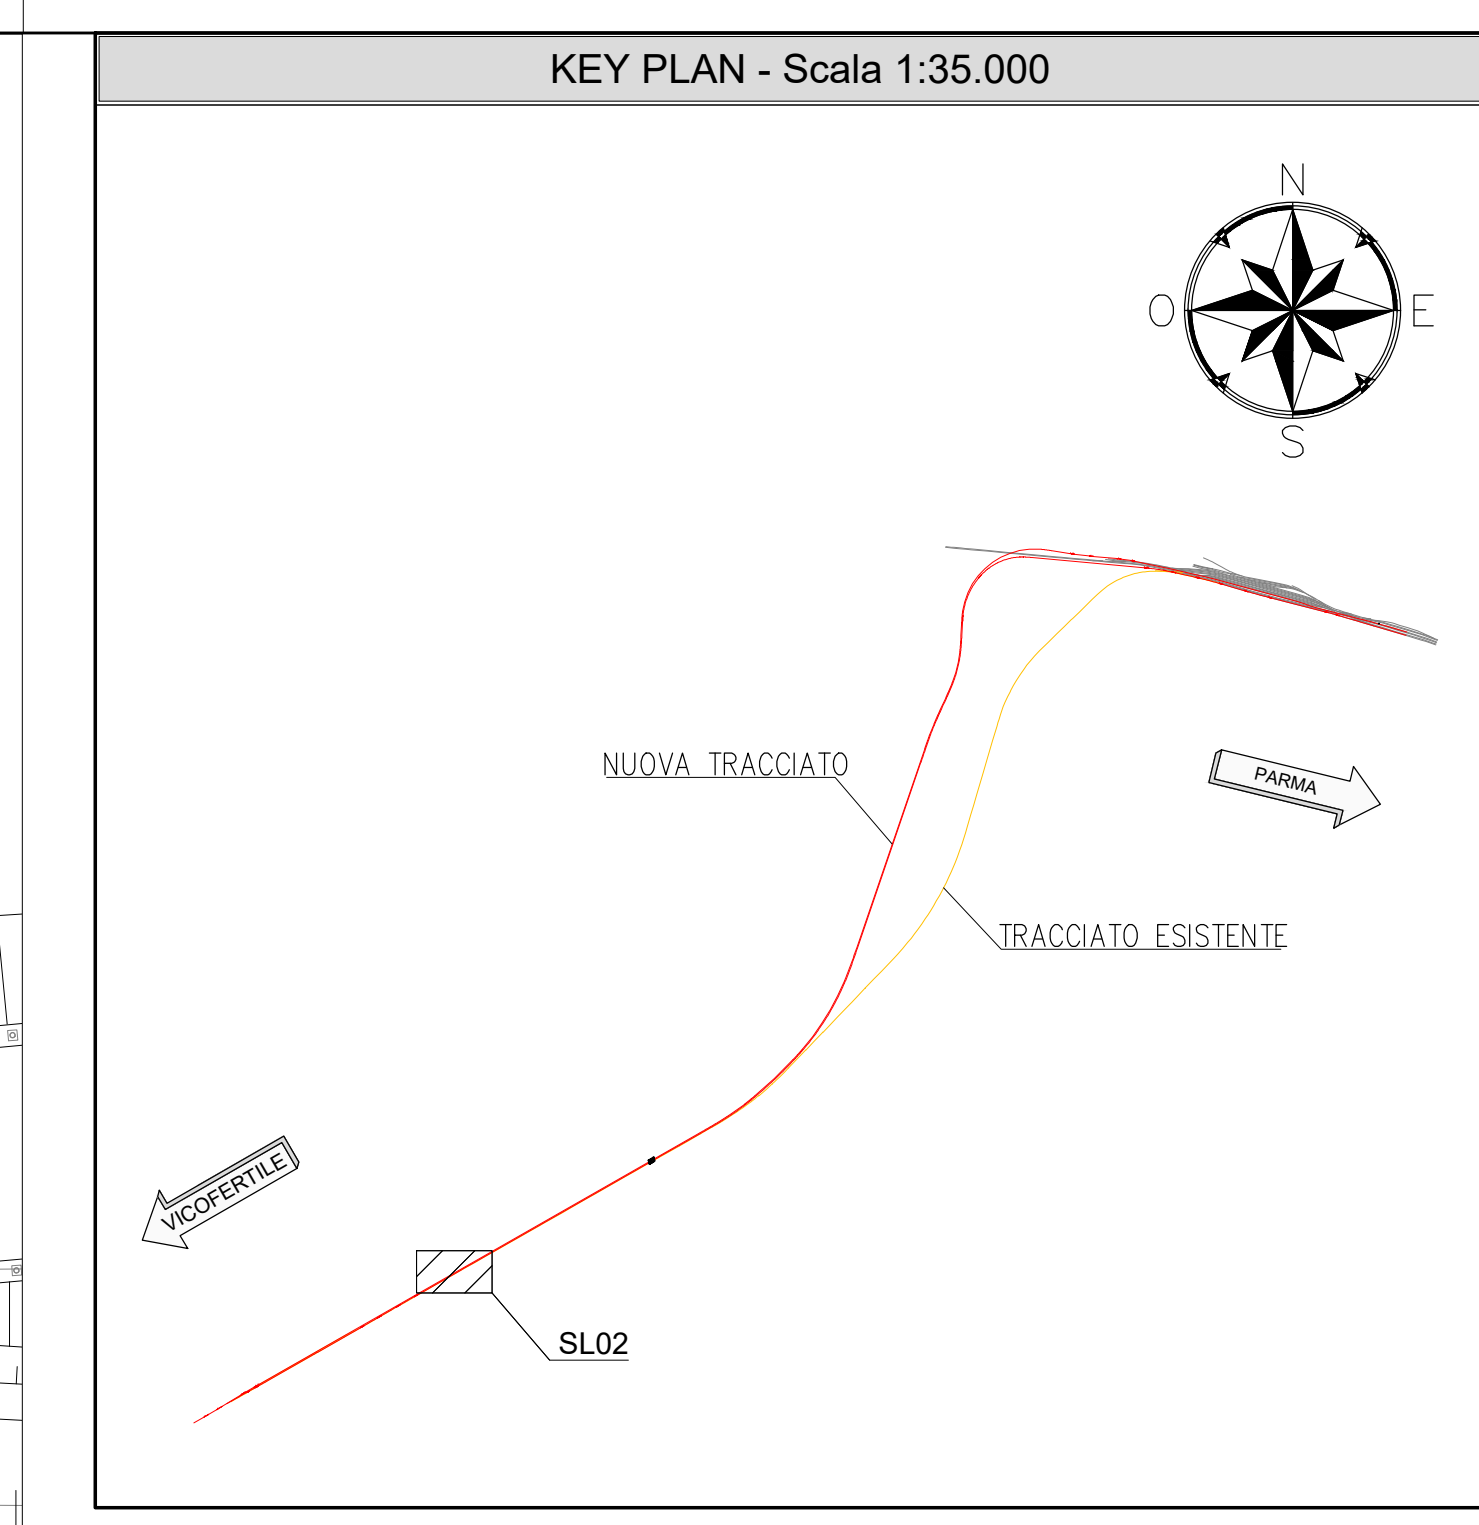 KEY PLAN - Scala 1:35.000
N
O
E
S
NUOVA TRACCIATO
PARMA
TRACCIATO ESISTENTE
VICOFERTILE
SL02